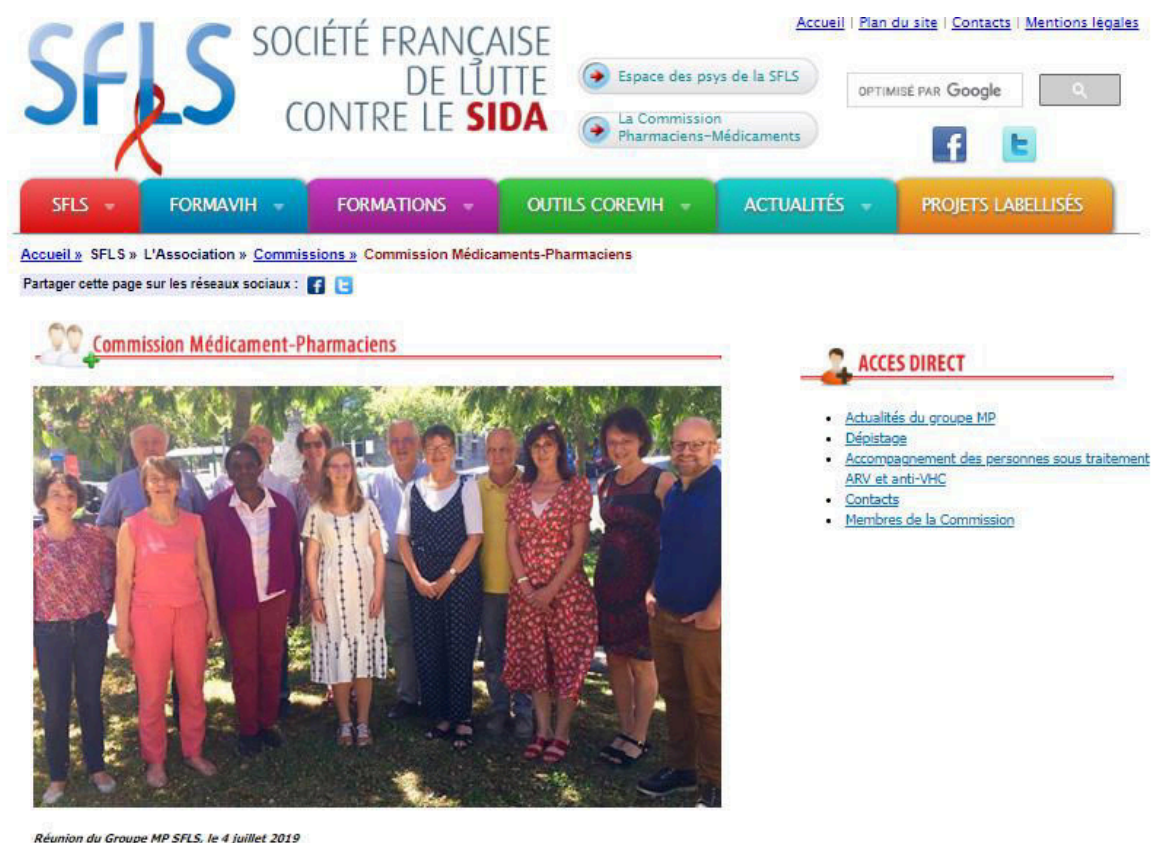 Accueil | Plan du site | Contacts | Mentions légales
SFLS
SOCIÉTÉ FRANÇAISE
DE LUTTE
CONTRE LE SIDA
Espace des psys de la SFLS
La Commission
Pharmaciens-Médicaments
OPTIMISÉ PAR Google
SFLS
FORMAVIH
FORMATIONS
OUTILS COREVIH
ACTUALITÉS
PROJETS LABELLISÉS
Accueil » SFLS » L'Association » Commissions » Commission Médicaments-Pharmaciens
Partager cette page sur les réseaux sociaux :
Commission Médicament-Pharmaciens
ACCES DIRECT
Actualités du groupe MP
Dépistage
Accompagnement des personnes sous traitement
ARV et anti-VHC
Contacts
Membres de la Commission
Réunion du Groupe MP SFLS, le 4 juillet 2019